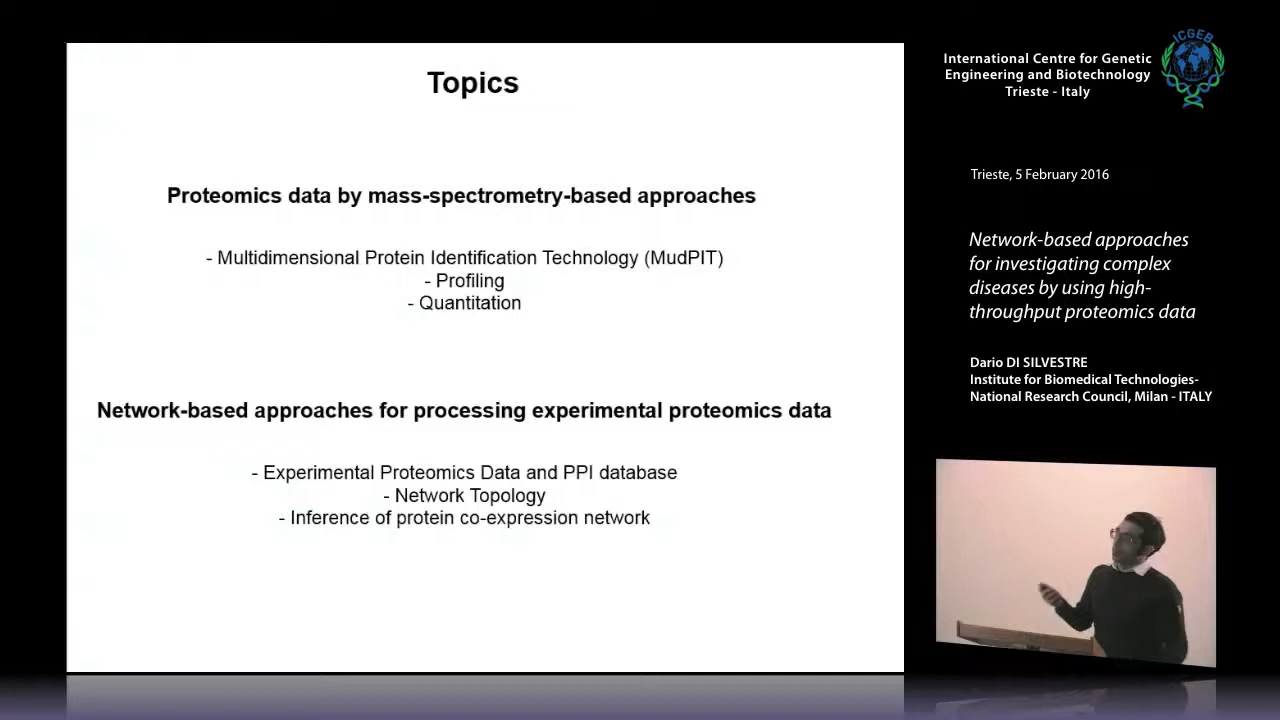 Topics
Proteomics data by mass-spectrometry-based approaches
- Multidimensional Protein Identification Technology (MudPIT)
- Profiling
- Quantitation
Network-based approaches for processing experimental proteomics data
- Experimental Proteomics Data and PPI database
- Network Topology
- Inference of protein co-expression network
International Centre for Genetic
Engineering and Biotechnology
Trieste - Italy
ICGEB
Trieste, 5 February 2016
Network-based approaches
for investigating complex
diseases by using high-
throughput proteomics data
Dario DI SILVESTRE
Institute for Biomedical Technologies-
National Research Council, Milan - ITALY